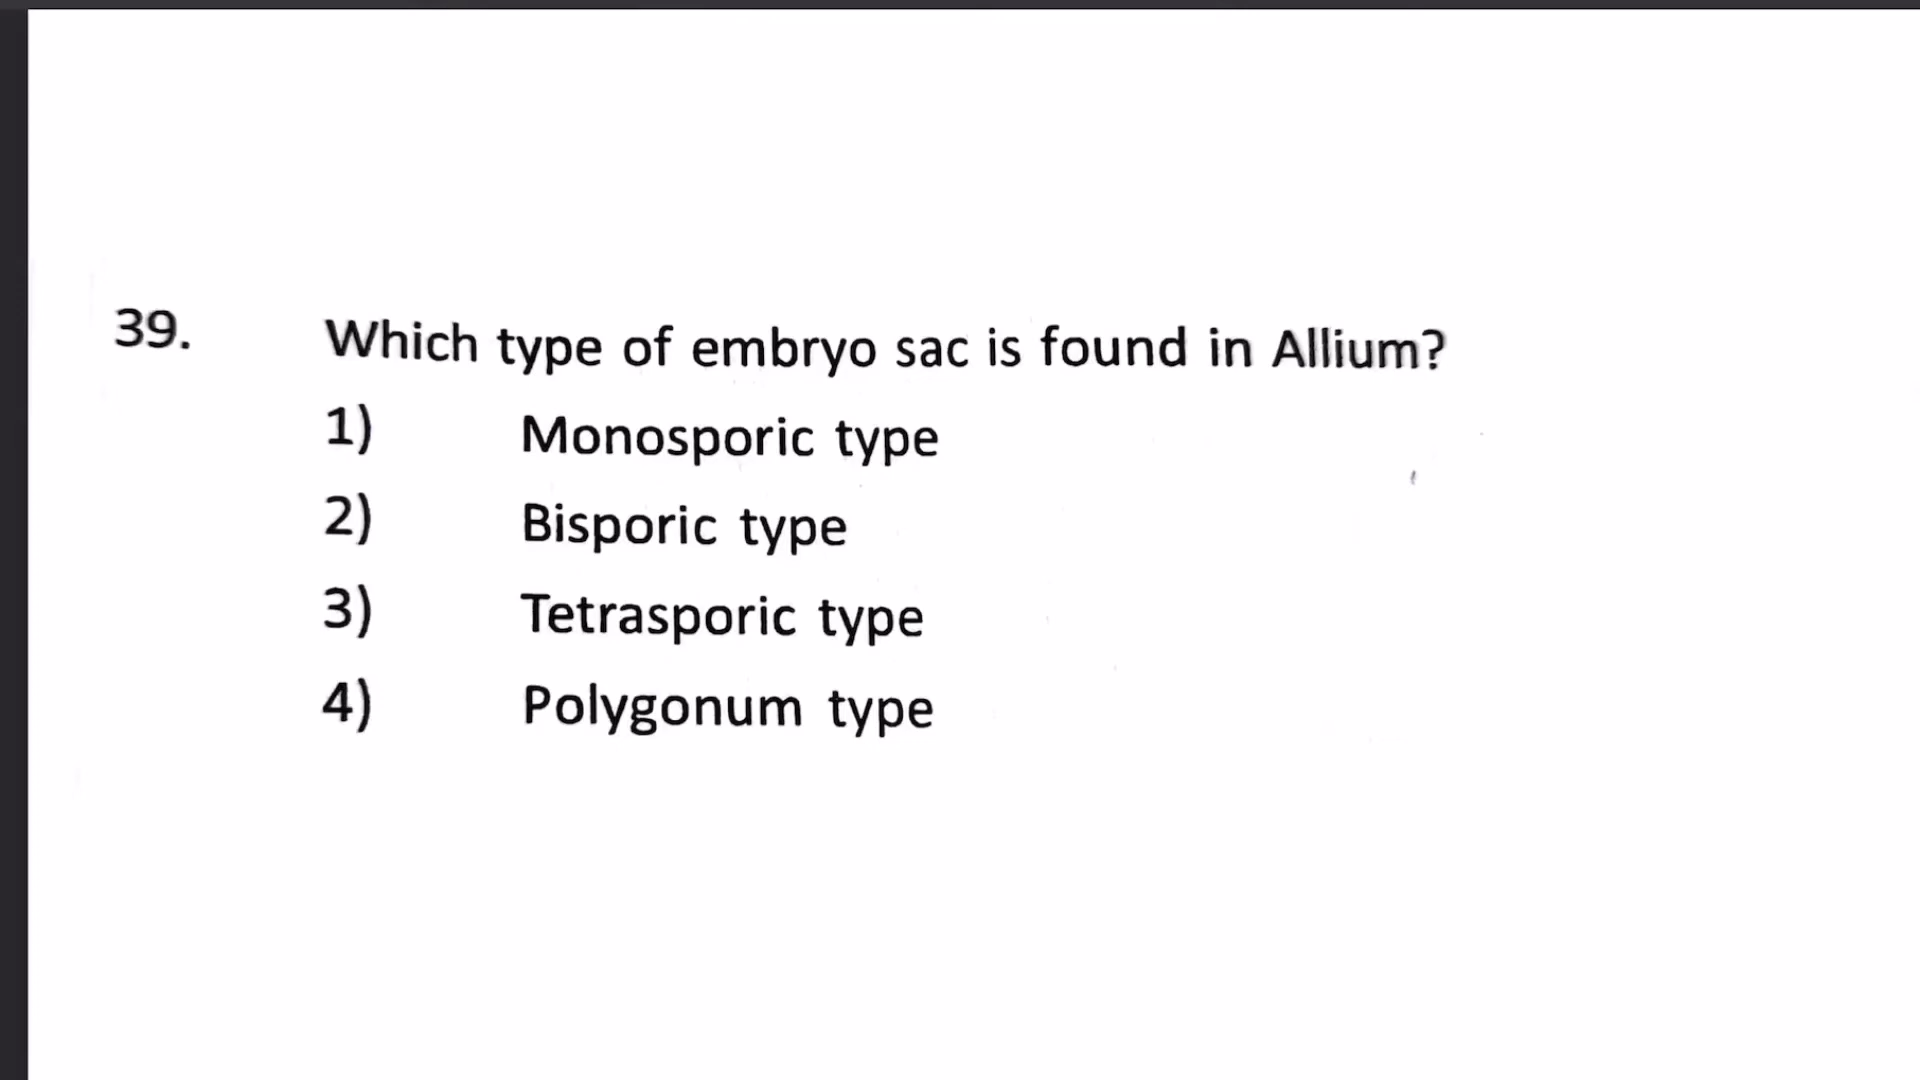 39. Which type of embryo sac is found in Allium?
1) Monosporic type
2) Bisporic type
3) Tetrasporic type
4) Polygonum type